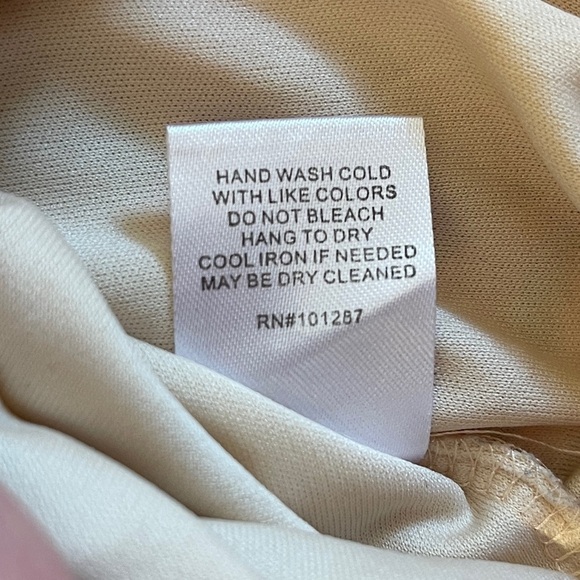 HAND WASH COLD
WITH LIKE COLORS
DO NOT BLEACH
HANG TO DRY
COOL IRON IF NEEDED
MAY BE DRY CLEANED
RN#101287